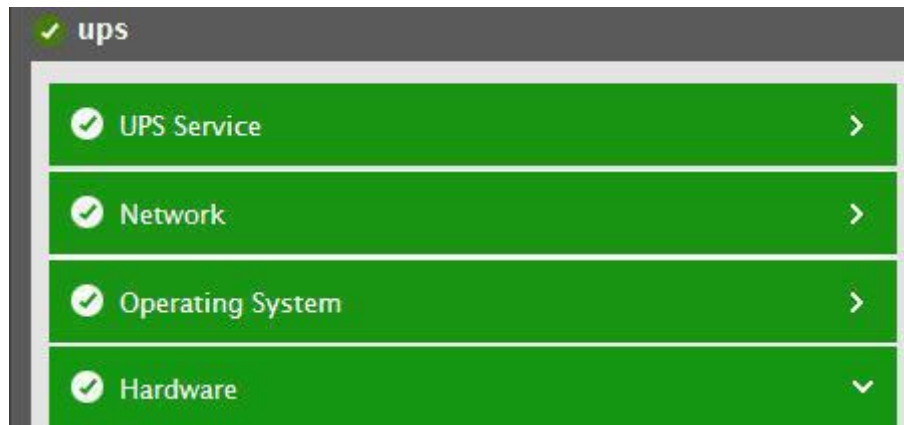 ups
UPS Service
Network
Operating System
Hardware